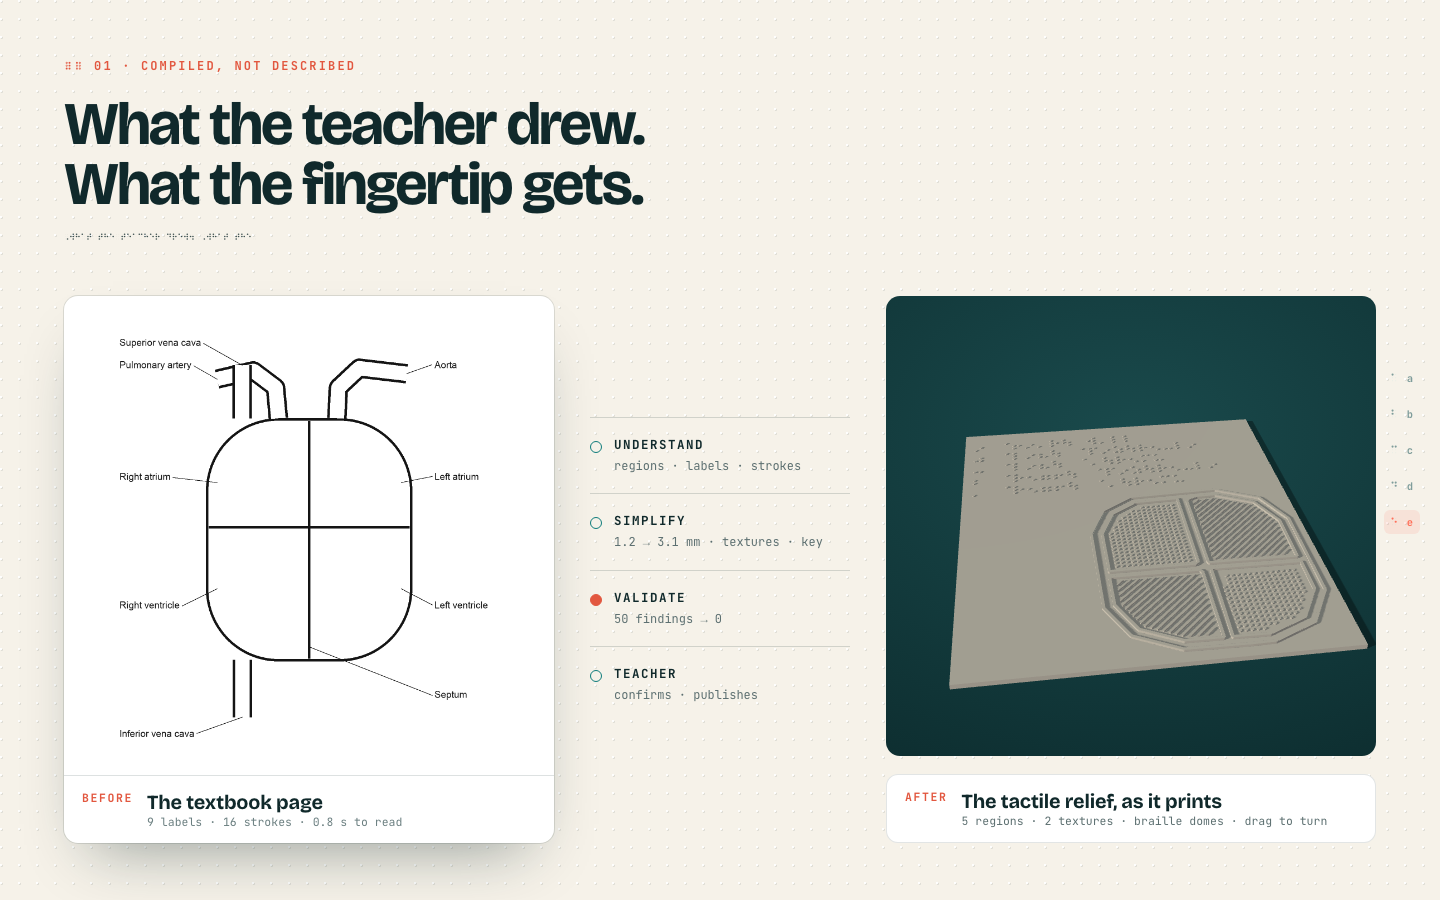 ⠿⠿ 01 · COMPILED, NOT DESCRIBED
What the teacher drew.
What the fingertip gets.
Superior vena cava
Pulmonary artery
Aorta
Right atrium
Left atrium
Right ventricle
Left ventricle
Septum
Inferior vena cava
BEFORE
The textbook page
9 labels · 16 strokes · 0.8 s to read
UNDERSTAND
regions · labels · strokes
SIMPLIFY
1.2 → 3.1 mm · textures · key
VALIDATE
50 findings → 0
TEACHER
confirms · publishes
AFTER
The tactile relief, as it prints
5 regions · 2 textures · braille domes · drag to turn
⠁ a
⠃ b
⠉ c
⠙ d
⠑ e